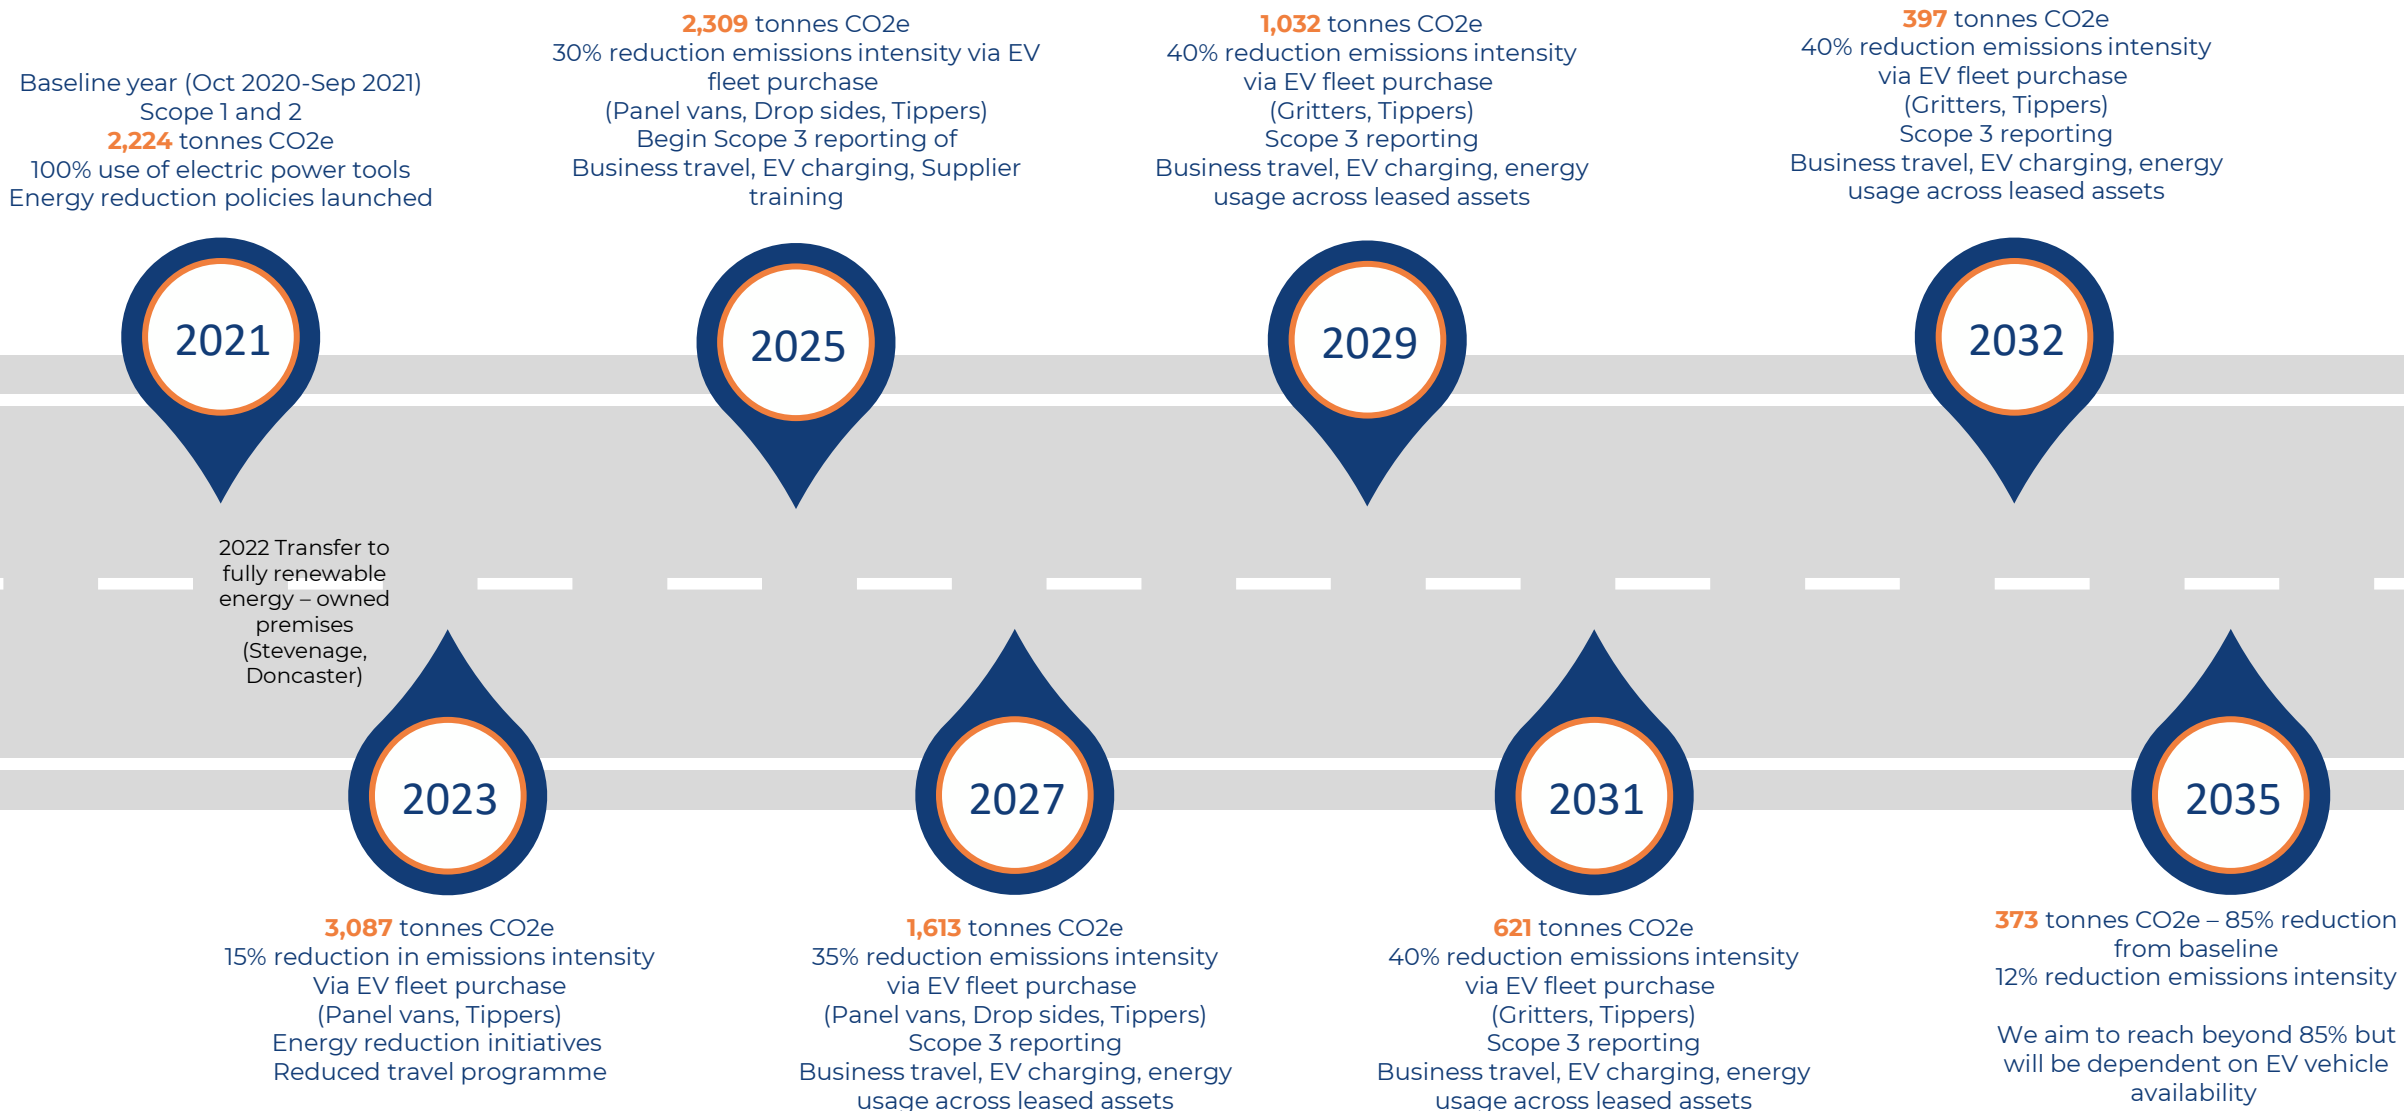 Baseline year (Oct 2020-Sep 2021)
Scope 1 and 2
2,224 tonnes CO2e
100% use of electric power tools
Energy reduction policies launched
2021
2022 Transfer to
fully renewable
energy – owned
premises
(Stevenage,
Doncaster)
2023
3,087 tonnes CO2e
15% reduction in emissions intensity
Via EV fleet purchase
(Panel vans, Tippers)
Energy reduction initiatives
Reduced travel programme
2,309 tonnes CO2e
30% reduction emissions intensity via EV
fleet purchase
(Panel vans, Drop sides, Tippers)
Begin Scope 3 reporting of
Business travel, EV charging, Supplier
training
2025
2027
1,613 tonnes CO2e
35% reduction emissions intensity
via EV fleet purchase
(Panel vans, Drop sides, Tippers)
Scope 3 reporting
Business travel, EV charging, energy
usage across leased assets
1,032 tonnes CO2e
40% reduction emissions intensity
via EV fleet purchase
(Gritters, Tippers)
Scope 3 reporting
Business travel, EV charging, energy
usage across leased assets
2029
2031
621 tonnes CO2e
40% reduction emissions intensity
via EV fleet purchase
(Gritters, Tippers)
Scope 3 reporting
Business travel, EV charging, energy
usage across leased assets
397 tonnes CO2e
40% reduction emissions intensity
via EV fleet purchase
(Gritters, Tippers)
Scope 3 reporting
Business travel, EV charging, energy
usage across leased assets
2032
2035
373 tonnes CO2e – 85% reduction
from baseline
12% reduction emissions intensity
We aim to reach beyond 85% but
will be dependent on EV vehicle
availability